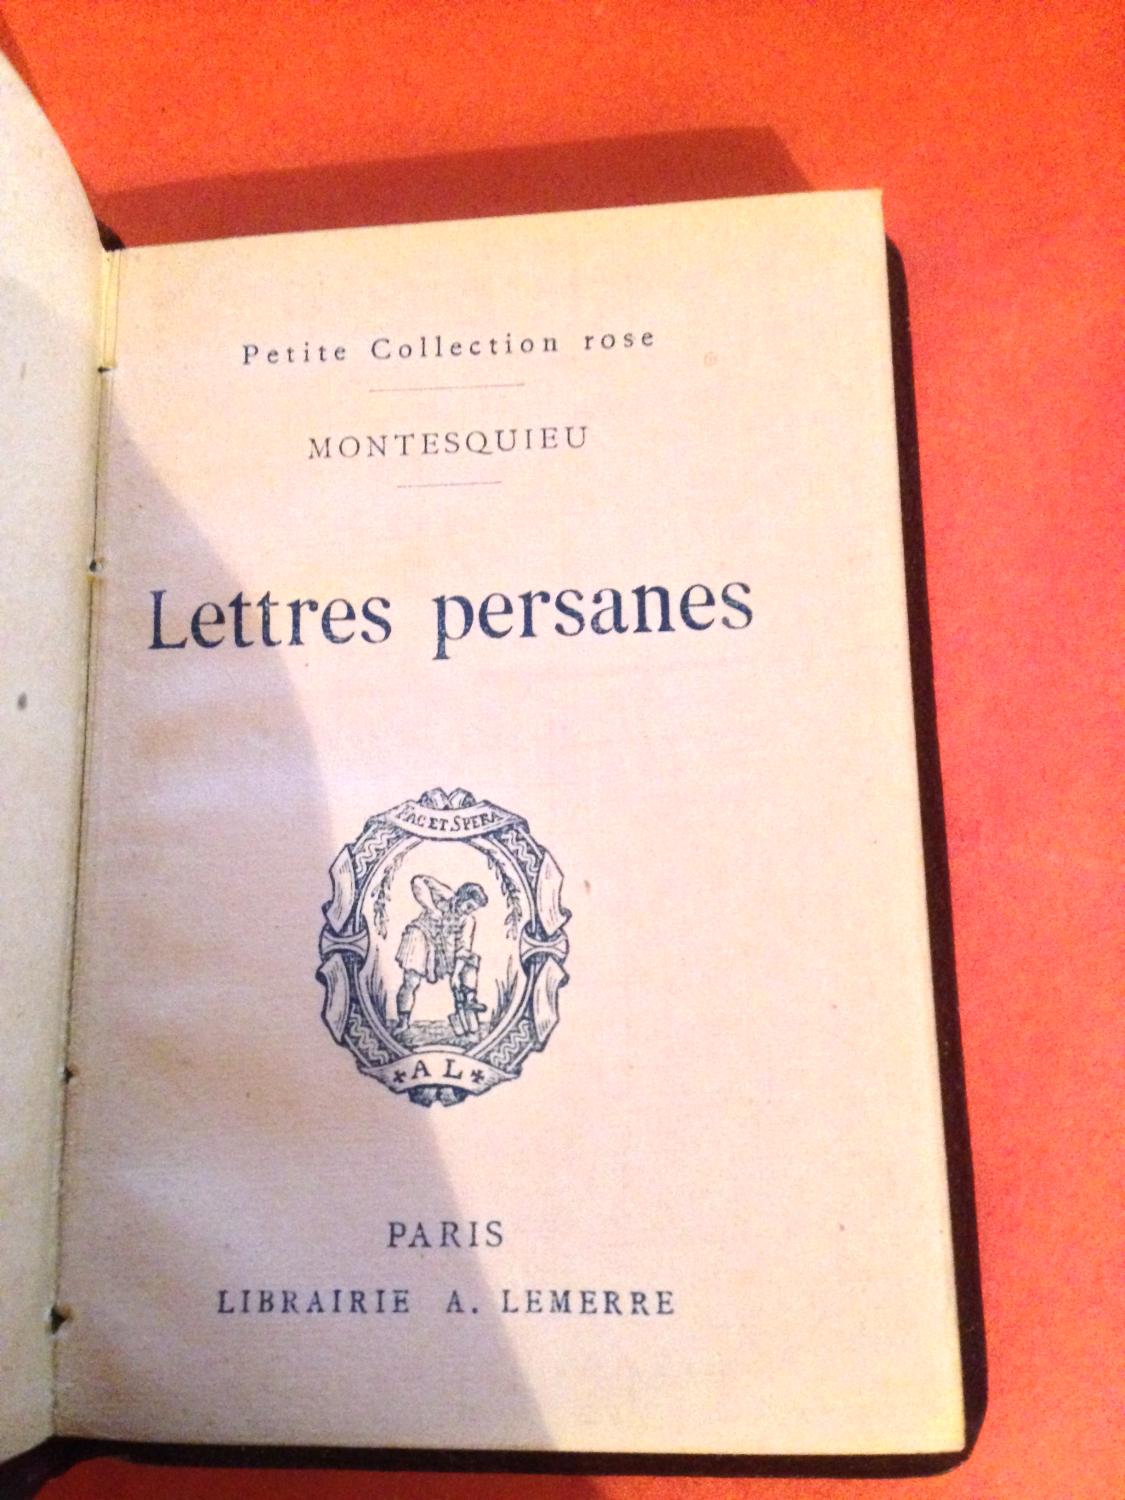 Petite Collection rose
MONTESQUIEU
Lettres persanes
FAC ET SPERA
A L
PARIS
LIBRAIRIE A. LEMERRE